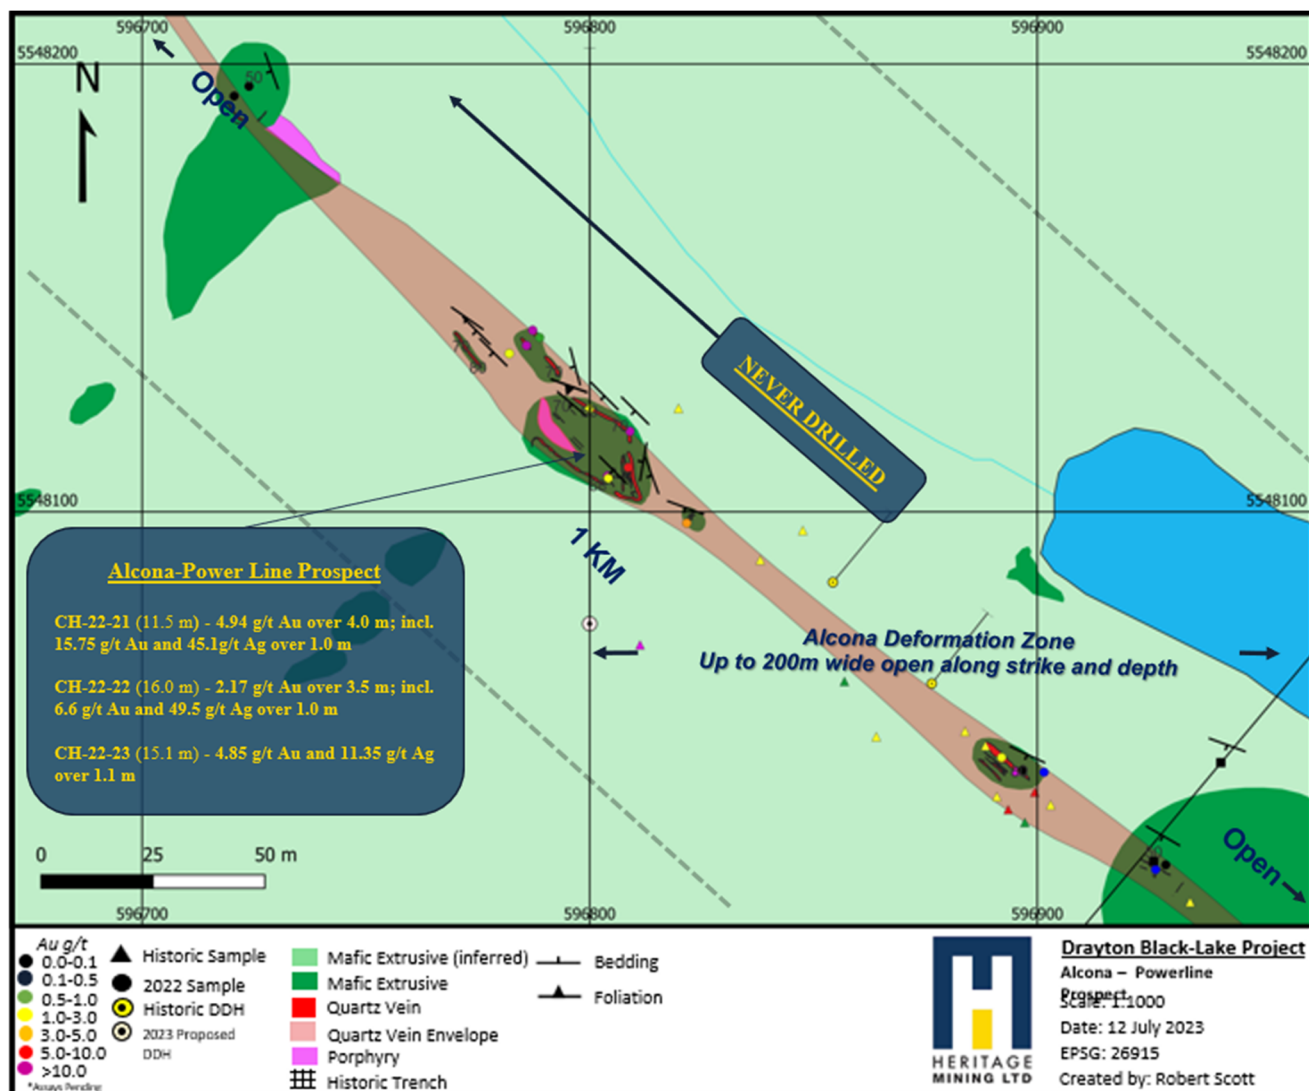 596700
596800
596900
5548200
5548200
N
Open
50
NEVER DRILLED
70
5548100
5548100
1 KM
Alcona-Power Line Prospect
CH-22-21 (11.5 m) - 4.94 g/t Au over 4.0 m; incl.
15.75 g/t Au and 45.1g/t Ag over 1.0 m
CH-22-22 (16.0 m) - 2.17 g/t Au over 3.5 m; incl.
6.6 g/t Au and 49.5 g/t Ag over 1.0 m
CH-22-23 (15.1 m) - 4.85 g/t Au and 11.35 g/t Ag
over 1.1 m
Alcona Deformation Zone
Up to 200m wide open along strike and depth
Open
0 25 50 m
596700
596800
596900
Au g/t
0.0-0.1
0.1-0.5
0.5-1.0
1.0-3.0
3.0-5.0
5.0-10.0
>10.0
*Assays Pending
Historic Sample
2022 Sample
Historic DDH
2023 Proposed
DDH
Mafic Extrusive (inferred)
Mafic Extrusive
Quartz Vein
Quartz Vein Envelope
Porphyry
Historic Trench
Bedding
Foliation
HERITAGE
MINING LTD
Drayton Black-Lake Project
Alcona – Powerline
Prospect
Scale: 1:1000
Date: 12 July 2023
EPSG: 26915
Created by: Robert Scott